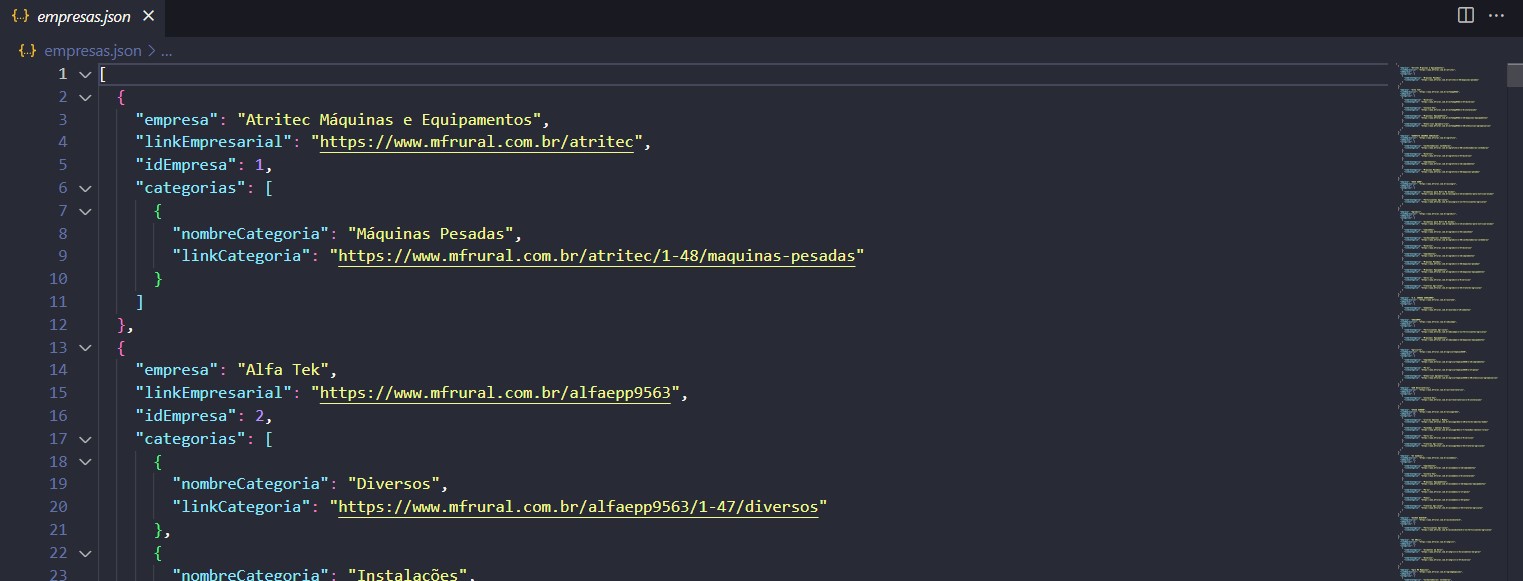 {..} empresas.json ×
{..} empresas.json > ...
1 [
2 {
3 "empresa": "Atritec Máquinas e Equipamentos",
4 "linkEmpresarial": "https://www.mfrural.com.br/atritec",
5 "idEmpresa": 1,
6 "categorias": [
7 {
8 "nombreCategoria": "Máquinas Pesadas",
9 "linkCategoria": "https://www.mfrural.com.br/atritec/1-48/maquinas-pesadas"
10 }
11 ]
12 },
13 {
14 "empresa": "Alfa Tek",
15 "linkEmpresarial": "https://www.mfrural.com.br/alfaepp9563",
16 "idEmpresa": 2,
17 "categorias": [
18 {
19 "nombreCategoria": "Diversos",
20 "linkCategoria": "https://www.mfrural.com.br/alfaepp9563/1-47/diversos"
21 },
22 {
23 "nombreCategoria": "Instalações",